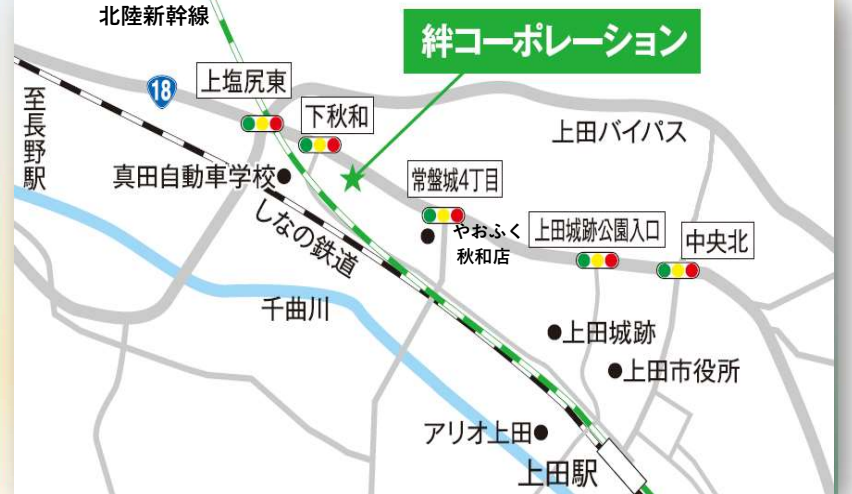 北陸新幹線
絆コーポレーション
18
上塩尻東
至長野駅
下秋和
上田バイパス
真田自動車学校
常盤城4丁目
しなの鉄道
やおふく
秋和店
上田城跡公園入口
中央北
千曲川
上田城跡
上田市役所
アリオ上田
上田駅